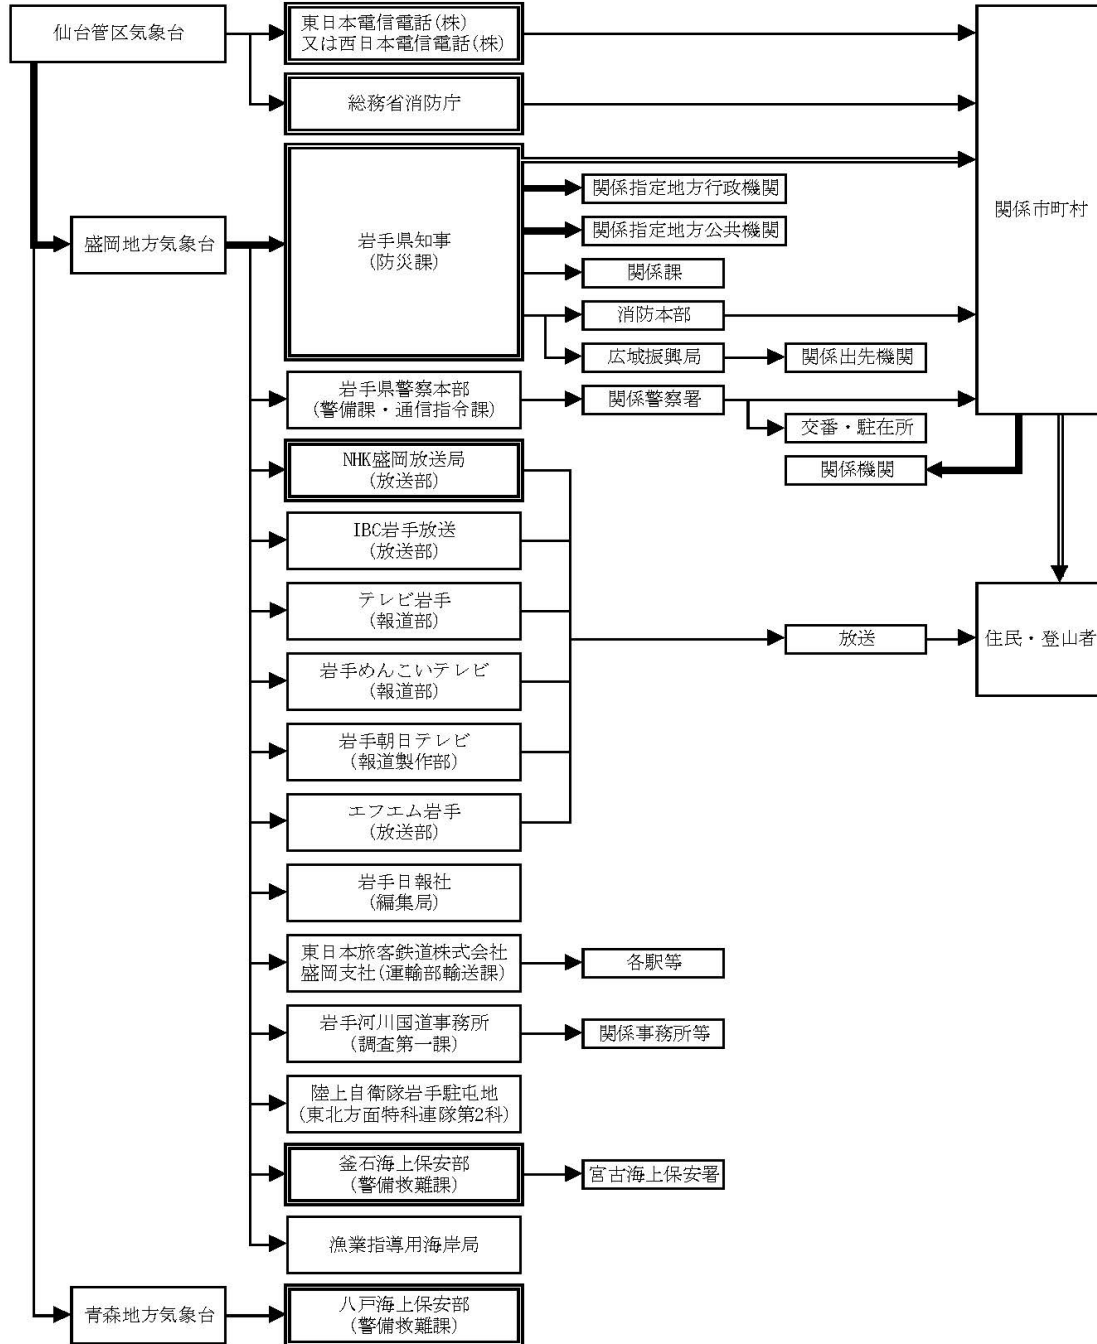 仙台管区気象台
東日本電信電話(株)
又は西日本電信電話(株)
総務省消防庁
関係市町村
盛岡地方気象台
岩手県知事
(防災課)
関係指定地方行政機関
関係指定地方公共機関
関係課
消防本部
広域振興局
関係出先機関
岩手県警察本部
(警備課・通信指令課)
関係警察署
交番・駐在所
関係機関
NHK盛岡放送局
(放送部)
IBC岩手放送
(放送部)
テレビ岩手
(報道部)
岩手めんこいテレビ
(報道部)
岩手朝日テレビ
(報道製作部)
エフエム岩手
(放送部)
放送
住民・登山者
岩手日報社
(編集局)
東日本旅客鉄道株式会社
盛岡支社(運輸部輸送課)
各駅等
岩手河川国道事務所
(調査第一課)
関係事務所等
陸上自衛隊岩手駐屯地
(東北方面特科連隊第2科)
釜石海上保安部
(警備救難課)
宮古海上保安署
漁業指導用海岸局
青森地方気象台
八戸海上保安部
(警備救難課)